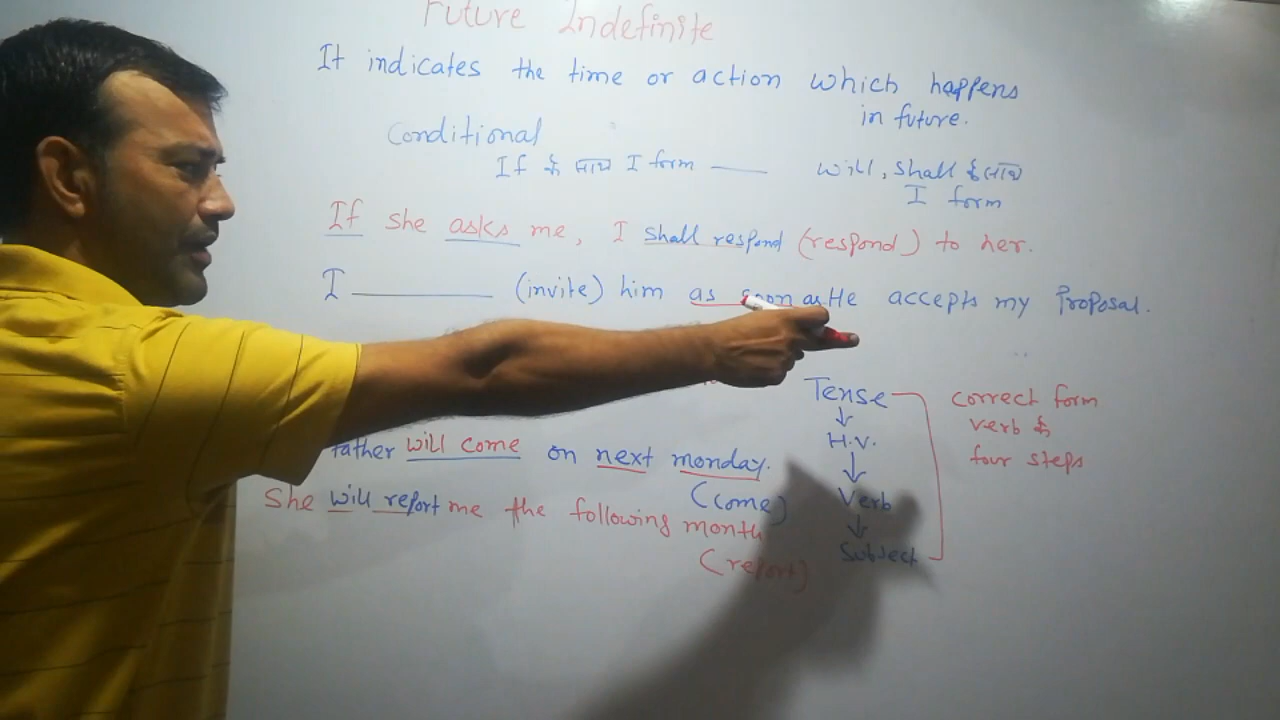 Future Indefinite
It indicates the time or action which happens
in future.
Conditional
If के साथ I form —— will, shall के साथ
I form
If she asks me, I shall respond (respond) to her.
I ________ (invite) him as soon as He accepts my Proposal.
Tense
↓
H.V.
↓
Verb
↓
Subject
correct form
verb के
four steps
father will come on next monday.
(come)
She will report me the following month
(report)